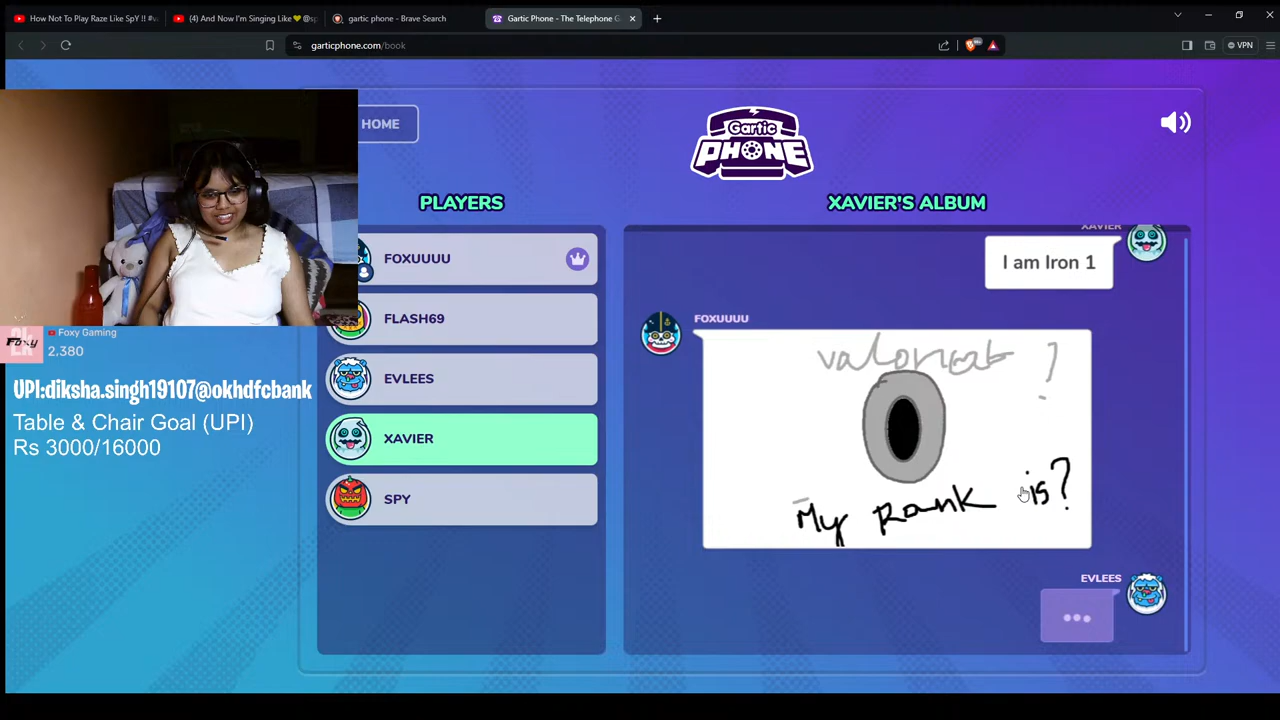 How Not To Play Raze Like SpY !! #va
(4) And Now I'm Singing Like💛@sp
gartic phone - Brave Search
Gartic Phone - The Telephone G
garticphone.com/book
VPN
HOME
Gartic
PHONE
PLAYERS
XAVIER'S ALBUM
FOXUUUU
FLASH69
EVLEES
XAVIER
SPY
XAVIER
I am Iron 1
FOXUUUU
valorant ?
My Rank is?
EVLEES
Foxy
Foxy Gaming
2,380
UPI:diksha.singh19107@okhdfcbank
Table & Chair Goal (UPI)
Rs 3000/16000